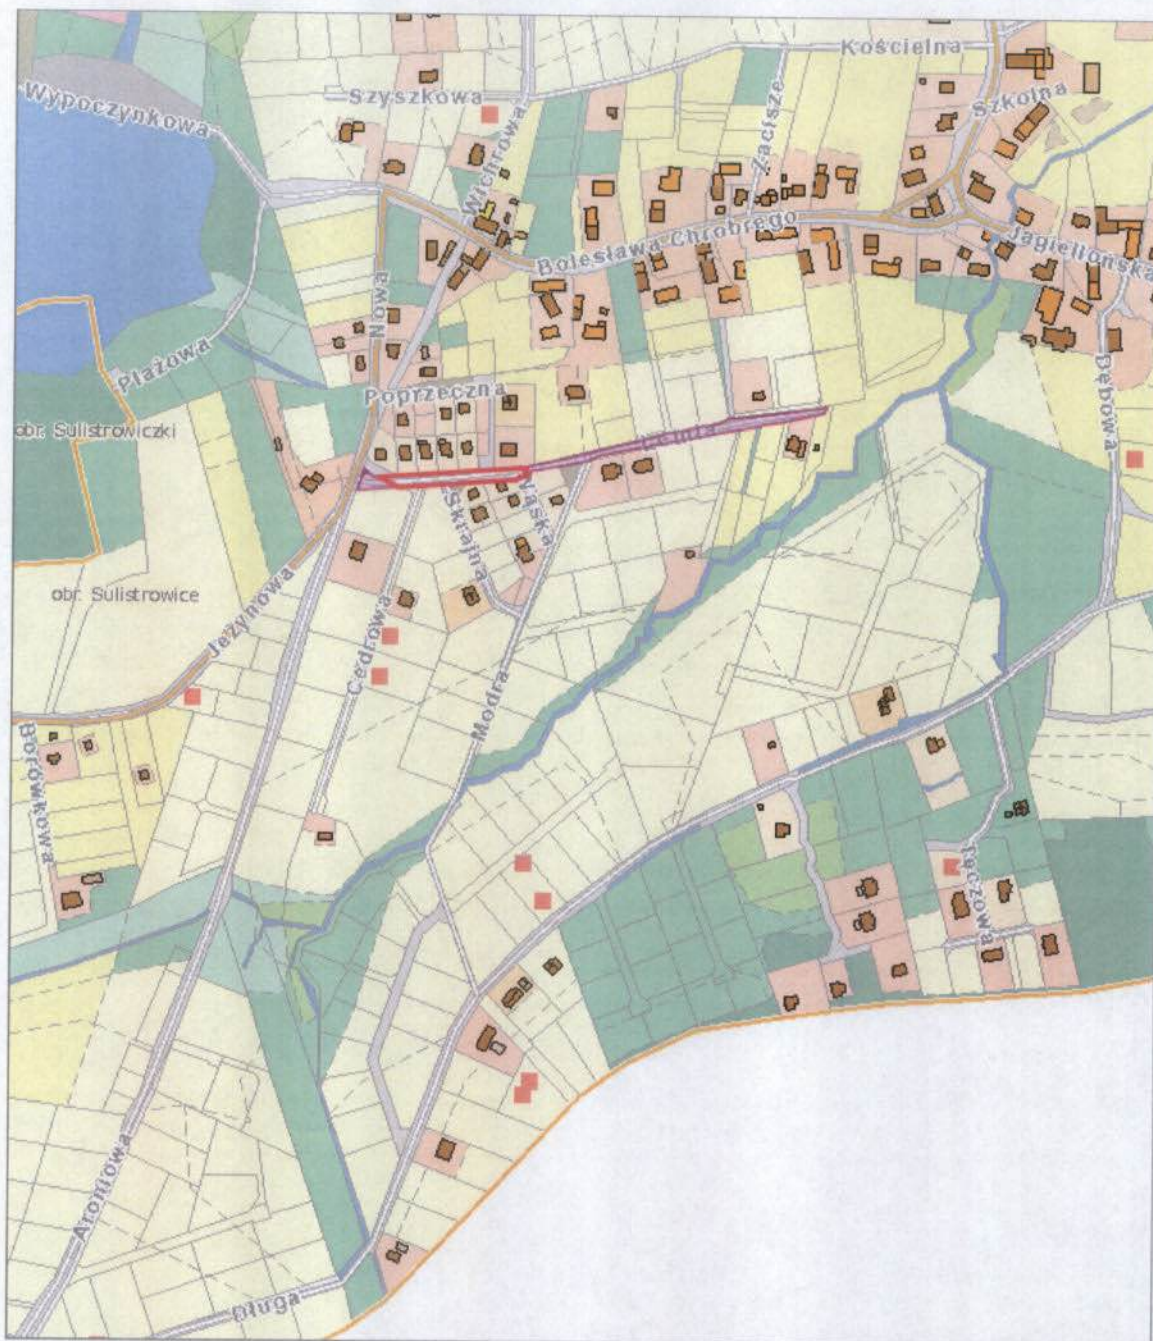 Kościelna
Szyszkowa
Wypoczynkowa
Wichrowa
Zacisze
Szkolna
Bolesława Chrobrego
Jagiellońska
Nowa
Plażowa
Poprzeczna
Dębowa
obr. Sulistrowiczki
Skrajna
Wąska
obr. Sulistrowice
Jeżynowa
Cedrowa
Modra
Borówkowa
Tęczowa
Aroniowa
Długa